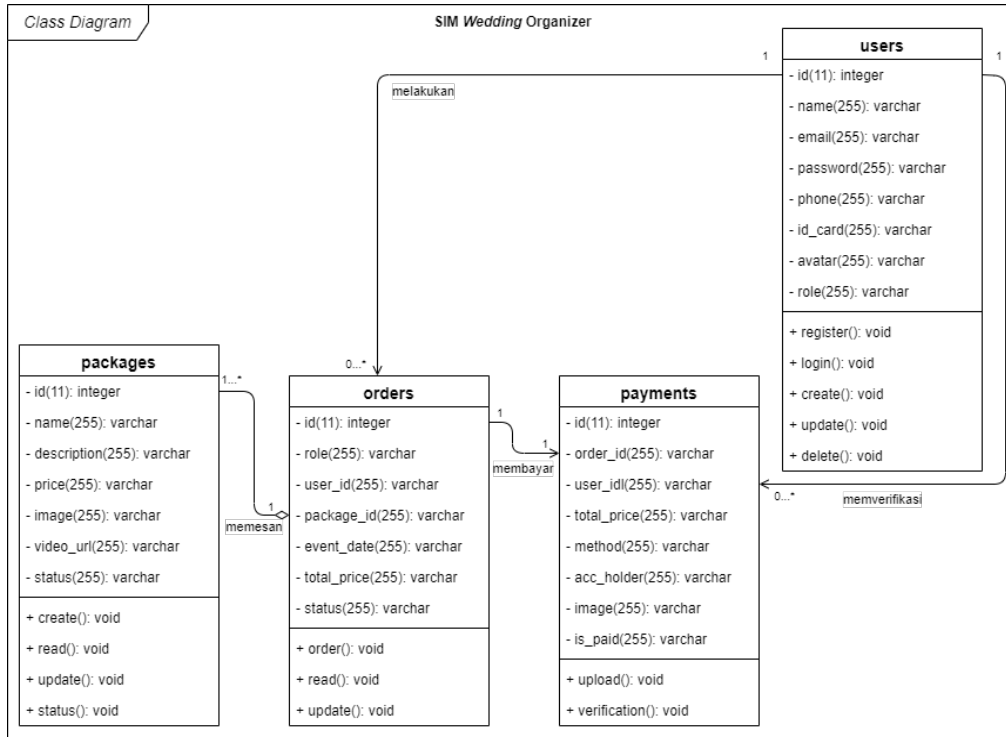 Class Diagram
SIM Wedding Organizer
users
- id(11): integer
- name(255): varchar
- email(255): varchar
- password(255): varchar
- phone(255): varchar
- id_card(255): varchar
- avatar(255): varchar
- role(255): varchar
+ register(): void
+ login(): void
+ create(): void
+ update(): void
+ delete(): void
1
1
melakukan
0...*
packages
- id(11): integer
- name(255): varchar
- description(255): varchar
- price(255): varchar
- image(255): varchar
- video_url(255): varchar
- status(255): varchar
+ create(): void
+ read(): void
+ update(): void
+ status(): void
1...*
1
memesan
orders
- id(11): integer
- role(255): varchar
- user_id(255): varchar
- package_id(255): varchar
- event_date(255): varchar
- total_price(255): varchar
- status(255): varchar
+ order(): void
+ read(): void
+ update(): void
1
1
membayar
payments
- id(11): integer
- order_id(255): varchar
- user_idl(255): varchar
- total_price(255): varchar
- method(255): varchar
- acc_holder(255): varchar
- image(255): varchar
- is_paid(255): varchar
+ upload(): void
+ verification(): void
0...*
memverifikasi